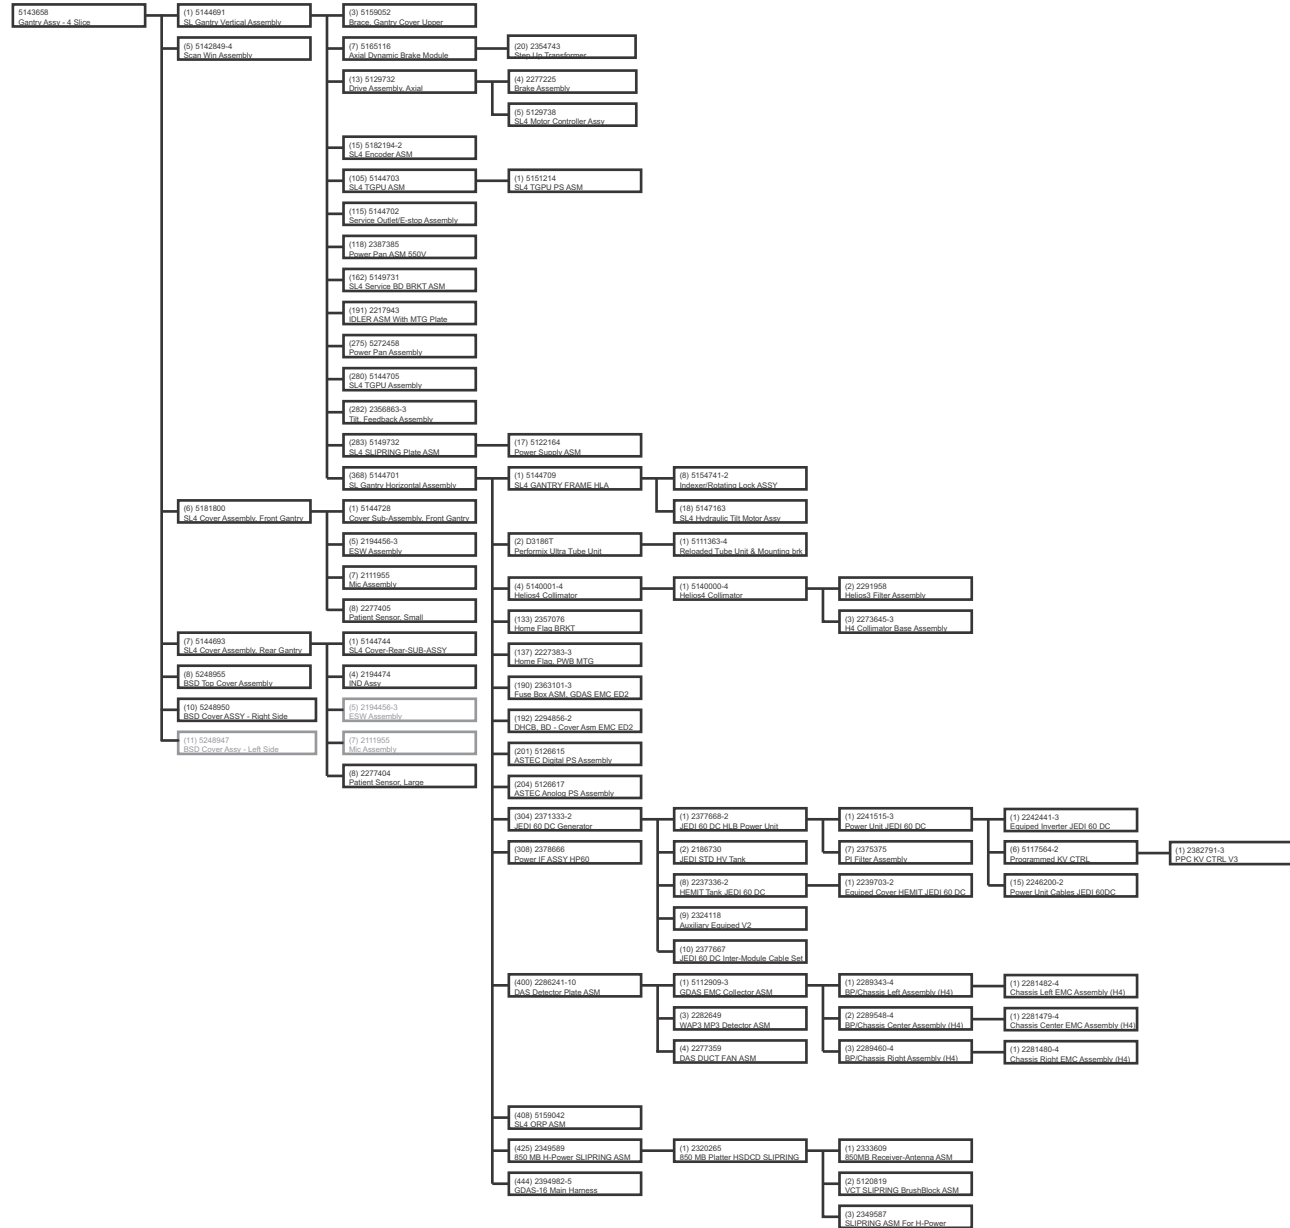 5143658
Gantry Assy - 4 Slice
(1) 5144691
SL Gantry Vertical Assembly
(3) 5159052
Brace, Gantry Cover Upper
(5) 5142849-4
Scan Win Assembly
(7) 5165116
Axial Dynamic Brake Module
(20) 2354743
Step Up Transformer
(13) 5129732
Drive Assembly, Axial
(4) 2277225
Brake Assembly
(5) 5129738
SL4 Motor Controller Assy
(15) 5182194-2
SL4 Encoder ASM
(105) 5144703
SL4 TGPU ASM
(1) 5151214
SL4 TGPU PS ASM
(115) 5144702
Service Outlet/E-stop Assembly
(118) 2387385
Power Pan ASM 550V
(162) 5149731
SL4 Service BD BRKT ASM
(191) 2217943
IDLER ASM With MTG Plate
(275) 5272458
Power Pan Assembly
(280) 5144705
SL4 TGPU Assembly
(282) 2356863-3
Tilt, Feedback Assembly
(283) 5149732
SL4 SLIPRING Plate ASM
(17) 5122164
Power Supply ASM
(368) 5144701
SL Gantry Horizontal Assembly
(1) 5144709
SL4 GANTRY FRAME HLA
(8) 5154741-2
Indexer/Rotating Lock ASSY
(18) 5147163
SL4 Hydraulic Tilt Motor Assy
(6) 5181800
SL4 Cover Assembly, Front Gantry
(1) 5144728
Cover Sub-Assembly, Front Gantry
(5) 2194456-3
ESW Assembly
(7) 2111955
Mic Assembly
(8) 2277405
Patient Sensor, Small
(2) D3186T
Performix Ultra Tube Unit
(1) 5111363-4
Reloaded Tube Unit & Mounting brk
(4) 5140001-4
Helios4 Collimator
(1) 5140000-4
Helios4 Collimator
(2) 2291958
Helios3 Filter Assembly
(3) 2273645-3
H4 Collimator Base Assembly
(133) 2357076
Home Flag BRKT
(7) 5144693
SL4 Cover Assembly, Rear Gantry
(1) 5144744
SL4 Cover-Rear-SUB-ASSY
(137) 2227383-3
Home Flag, PWB MTG
(8) 5248955
BSD Top Cover Assembly
(4) 2194474
IND Assy
(190) 2363101-3
Fuse Box ASM, GDAS EMC ED2
(10) 5248950
BSD Cover ASSY - Right Side
(5) 2194456-3
ESW Assembly
(192) 2294856-2
DHCB, BD - Cover Asm EMC ED2
(11) 5248947
BSD Cover Assy - Left Side
(7) 2111955
Mic Assembly
(201) 5126615
ASTEC Digital PS Assembly
(8) 2277404
Patient Sensor, Large
(204) 5126617
ASTEC Anolog PS Assembly
(304) 2371333-2
JEDI 60 DC Generator
(1) 2377668-2
JEDI 60 DC HLB Power Unit
(1) 2241515-3
Power Unit JEDI 60 DC
(1) 2242441-3
Equiped Inverter JEDI 60 DC
(308) 2378666
Power IF ASSY HP60
(2) 2186730
JEDI STD HV Tank
(7) 2375375
PI Filter Assembly
(6) 5117564-2
Programmed KV CTRL
(1) 2382791-3
PPC KV CTRL V3
(8) 2237336-2
HEMIT Tank JEDI 60 DC
(1) 2239703-2
Equiped Cover HEMIT JEDI 60 DC
(15) 2246200-2
Power Unit Cables JEDI 60DC
(9) 2324118
Auxiliary Equiped V2
(10) 2377667
JEDI 60 DC Inter-Module Cable Set
(400) 2286241-10
DAS Detector Plate ASM
(1) 5112909-3
GDAS EMC Collector ASM
(1) 2289343-4
BP/Chassis Left Assembly (H4)
(1) 2281482-4
Chassis Left EMC Assembly (H4)
(3) 2282649
WAP3 MP3 Detector ASM
(2) 2289548-4
BP/Chassis Center Assembly (H4)
(1) 2281479-4
Chassis Center EMC Assembly (H4)
(4) 2277359
DAS DUCT FAN ASM
(3) 2289460-4
BP/Chassis Right Assembly (H4)
(1) 2281480-4
Chassis Right EMC Assembly (H4)
(408) 5159042
SL4 ORP ASM
(425) 2349589
850 MB H-Power SLIPRING ASM
(1) 2320265
850 MB Platter HSDCD SLIPRING
(1) 2333609
850MB Receiver-Antenna ASM
(444) 2394982-5
GDAS-16 Main Harness
(2) 5120819
VCT SLIPRING BrushBlock ASM
(3) 2349587
SLIPRING ASM For H-Power